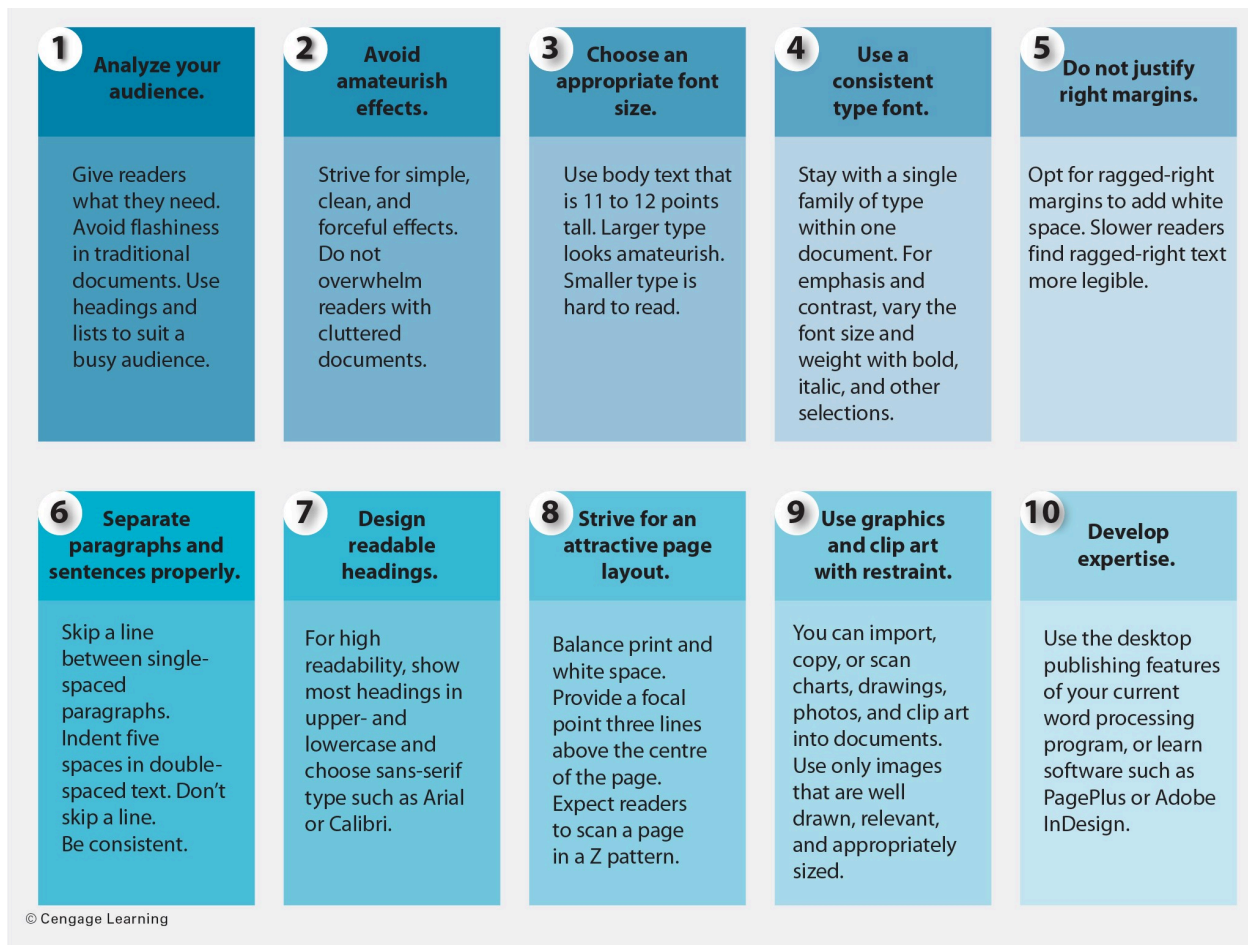 1
Analyze your
audience.
Give readers
what they need.
Avoid flashiness
in traditional
documents. Use
headings and
lists to suit a
busy audience.
2
Avoid
amateurish
effects.
Strive for simple,
clean, and
forceful effects.
Do not
overwhelm
readers with
cluttered
documents.
3
Choose an
appropriate font
size.
Use body text that
is 11 to 12 points
tall. Larger type
looks amateurish.
Smaller type is
hard to read.
4
Use a
consistent
type font.
Stay with a single
family of type
within one
document. For
emphasis and
contrast, vary the
font size and
weight with bold,
italic, and other
selections.
5
Do not justify
right margins.
Opt for ragged-right
margins to add white
space. Slower readers
find ragged-right text
more legible.
6
Separate
paragraphs and
sentences properly.
Skip a line
between single-
spaced
paragraphs.
Indent five
spaces in double-
spaced text. Don’t
skip a line.
Be consistent.
7
Design
readable
headings.
For high
readability, show
most headings in
upper- and
lowercase and
choose sans-serif
type such as Arial
or Calibri.
8
Strive for an
attractive page
layout.
Balance print and
white space.
Provide a focal
point three lines
above the centre
of the page.
Expect readers
to scan a page
in a Z pattern.
9
Use graphics
and clip art
with restraint.
You can import,
copy, or scan
charts, drawings,
photos, and clip art
into documents.
Use only images
that are well
drawn, relevant,
and appropriately
sized.
10
Develop
expertise.
Use the desktop
publishing features
of your current
word processing
program, or learn
software such as
PagePlus or Adobe
InDesign.
© Cengage Learning